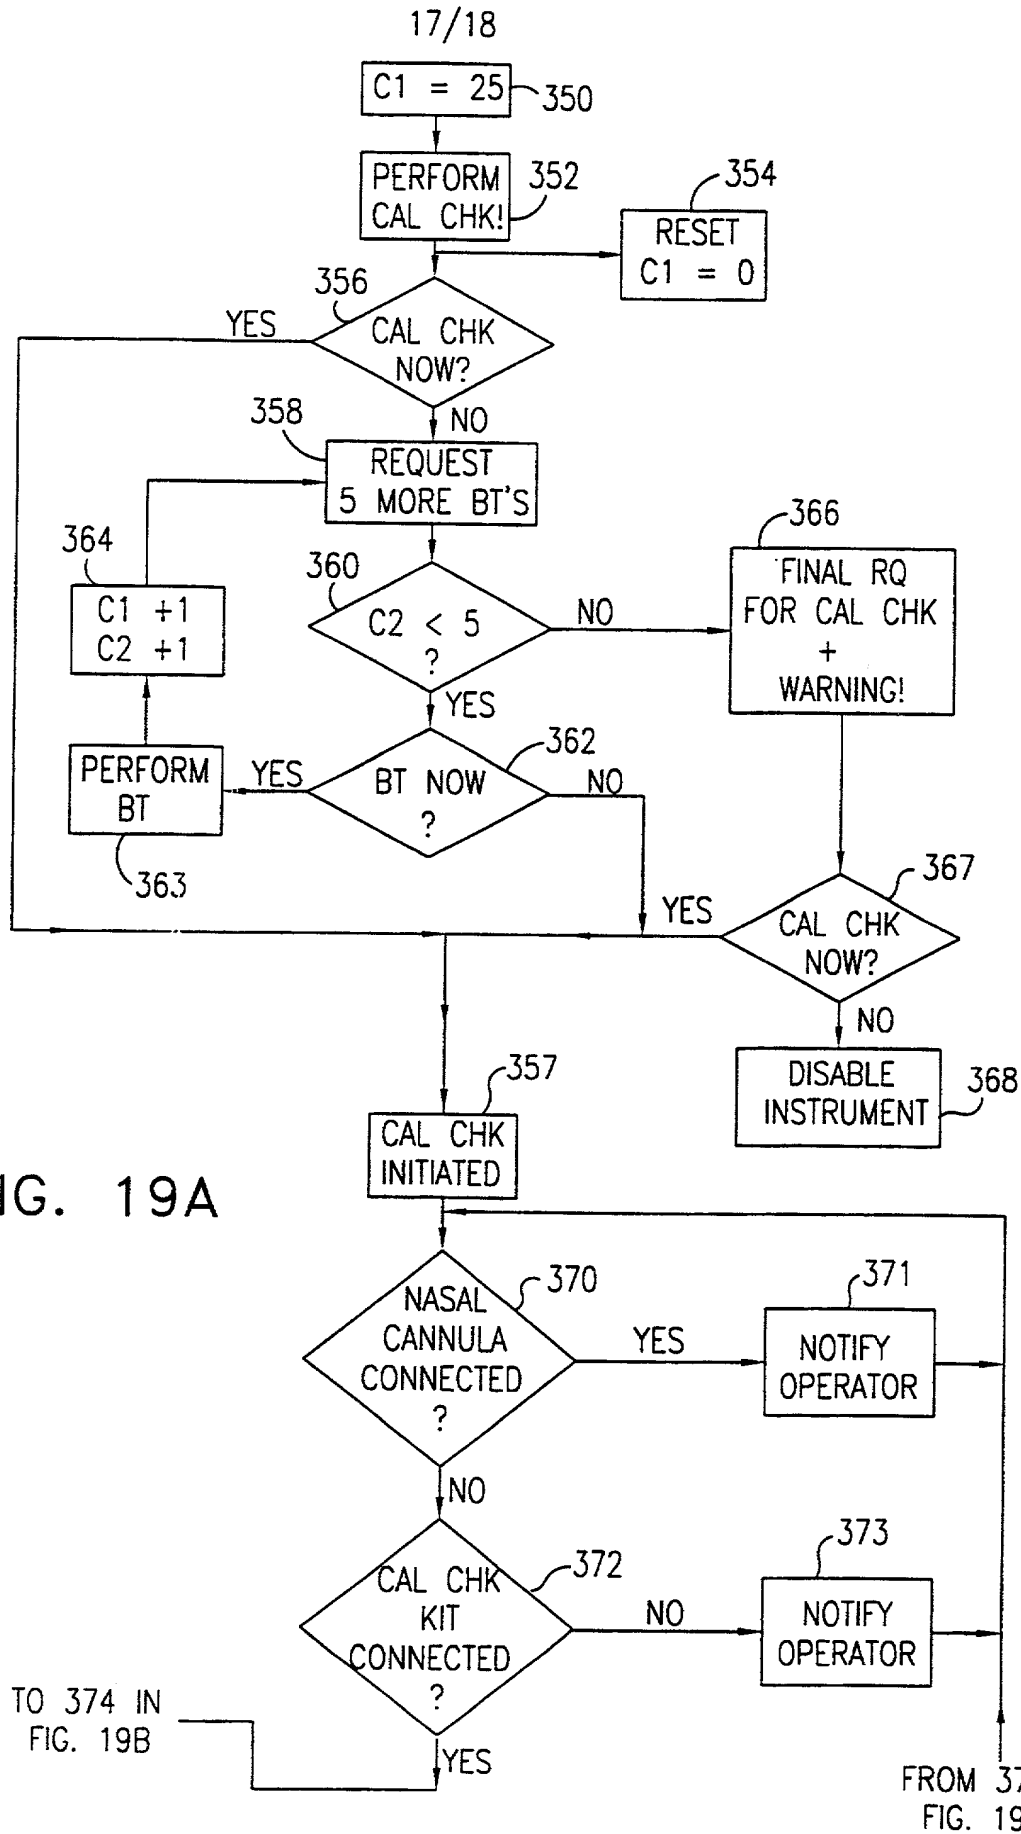 17/18
C1 = 25
350
PERFORM
CAL CHK!
352
354
RESET
C1 = 0
356
CAL CHK
NOW?
YES
NO
358
REQUEST
5 MORE BT'S
364
C1 +1
C2 +1
360
C2 < 5
?
NO
366
FINAL RQ
FOR CAL CHK
+
WARNING!
YES
362
BT NOW
?
YES
NO
PERFORM
BT
363
367
CAL CHK
NOW?
YES
NO
DISABLE
INSTRUMENT
368
357
CAL CHK
INITIATED
IG. 19A
370
NASAL
CANNULA
CONNECTED
?
YES
371
NOTIFY
OPERATOR
NO
372
CAL CHK
KIT
CONNECTED
?
NO
373
NOTIFY
OPERATOR
TO 374 IN
FIG. 19B
YES
FROM 37
FIG. 19